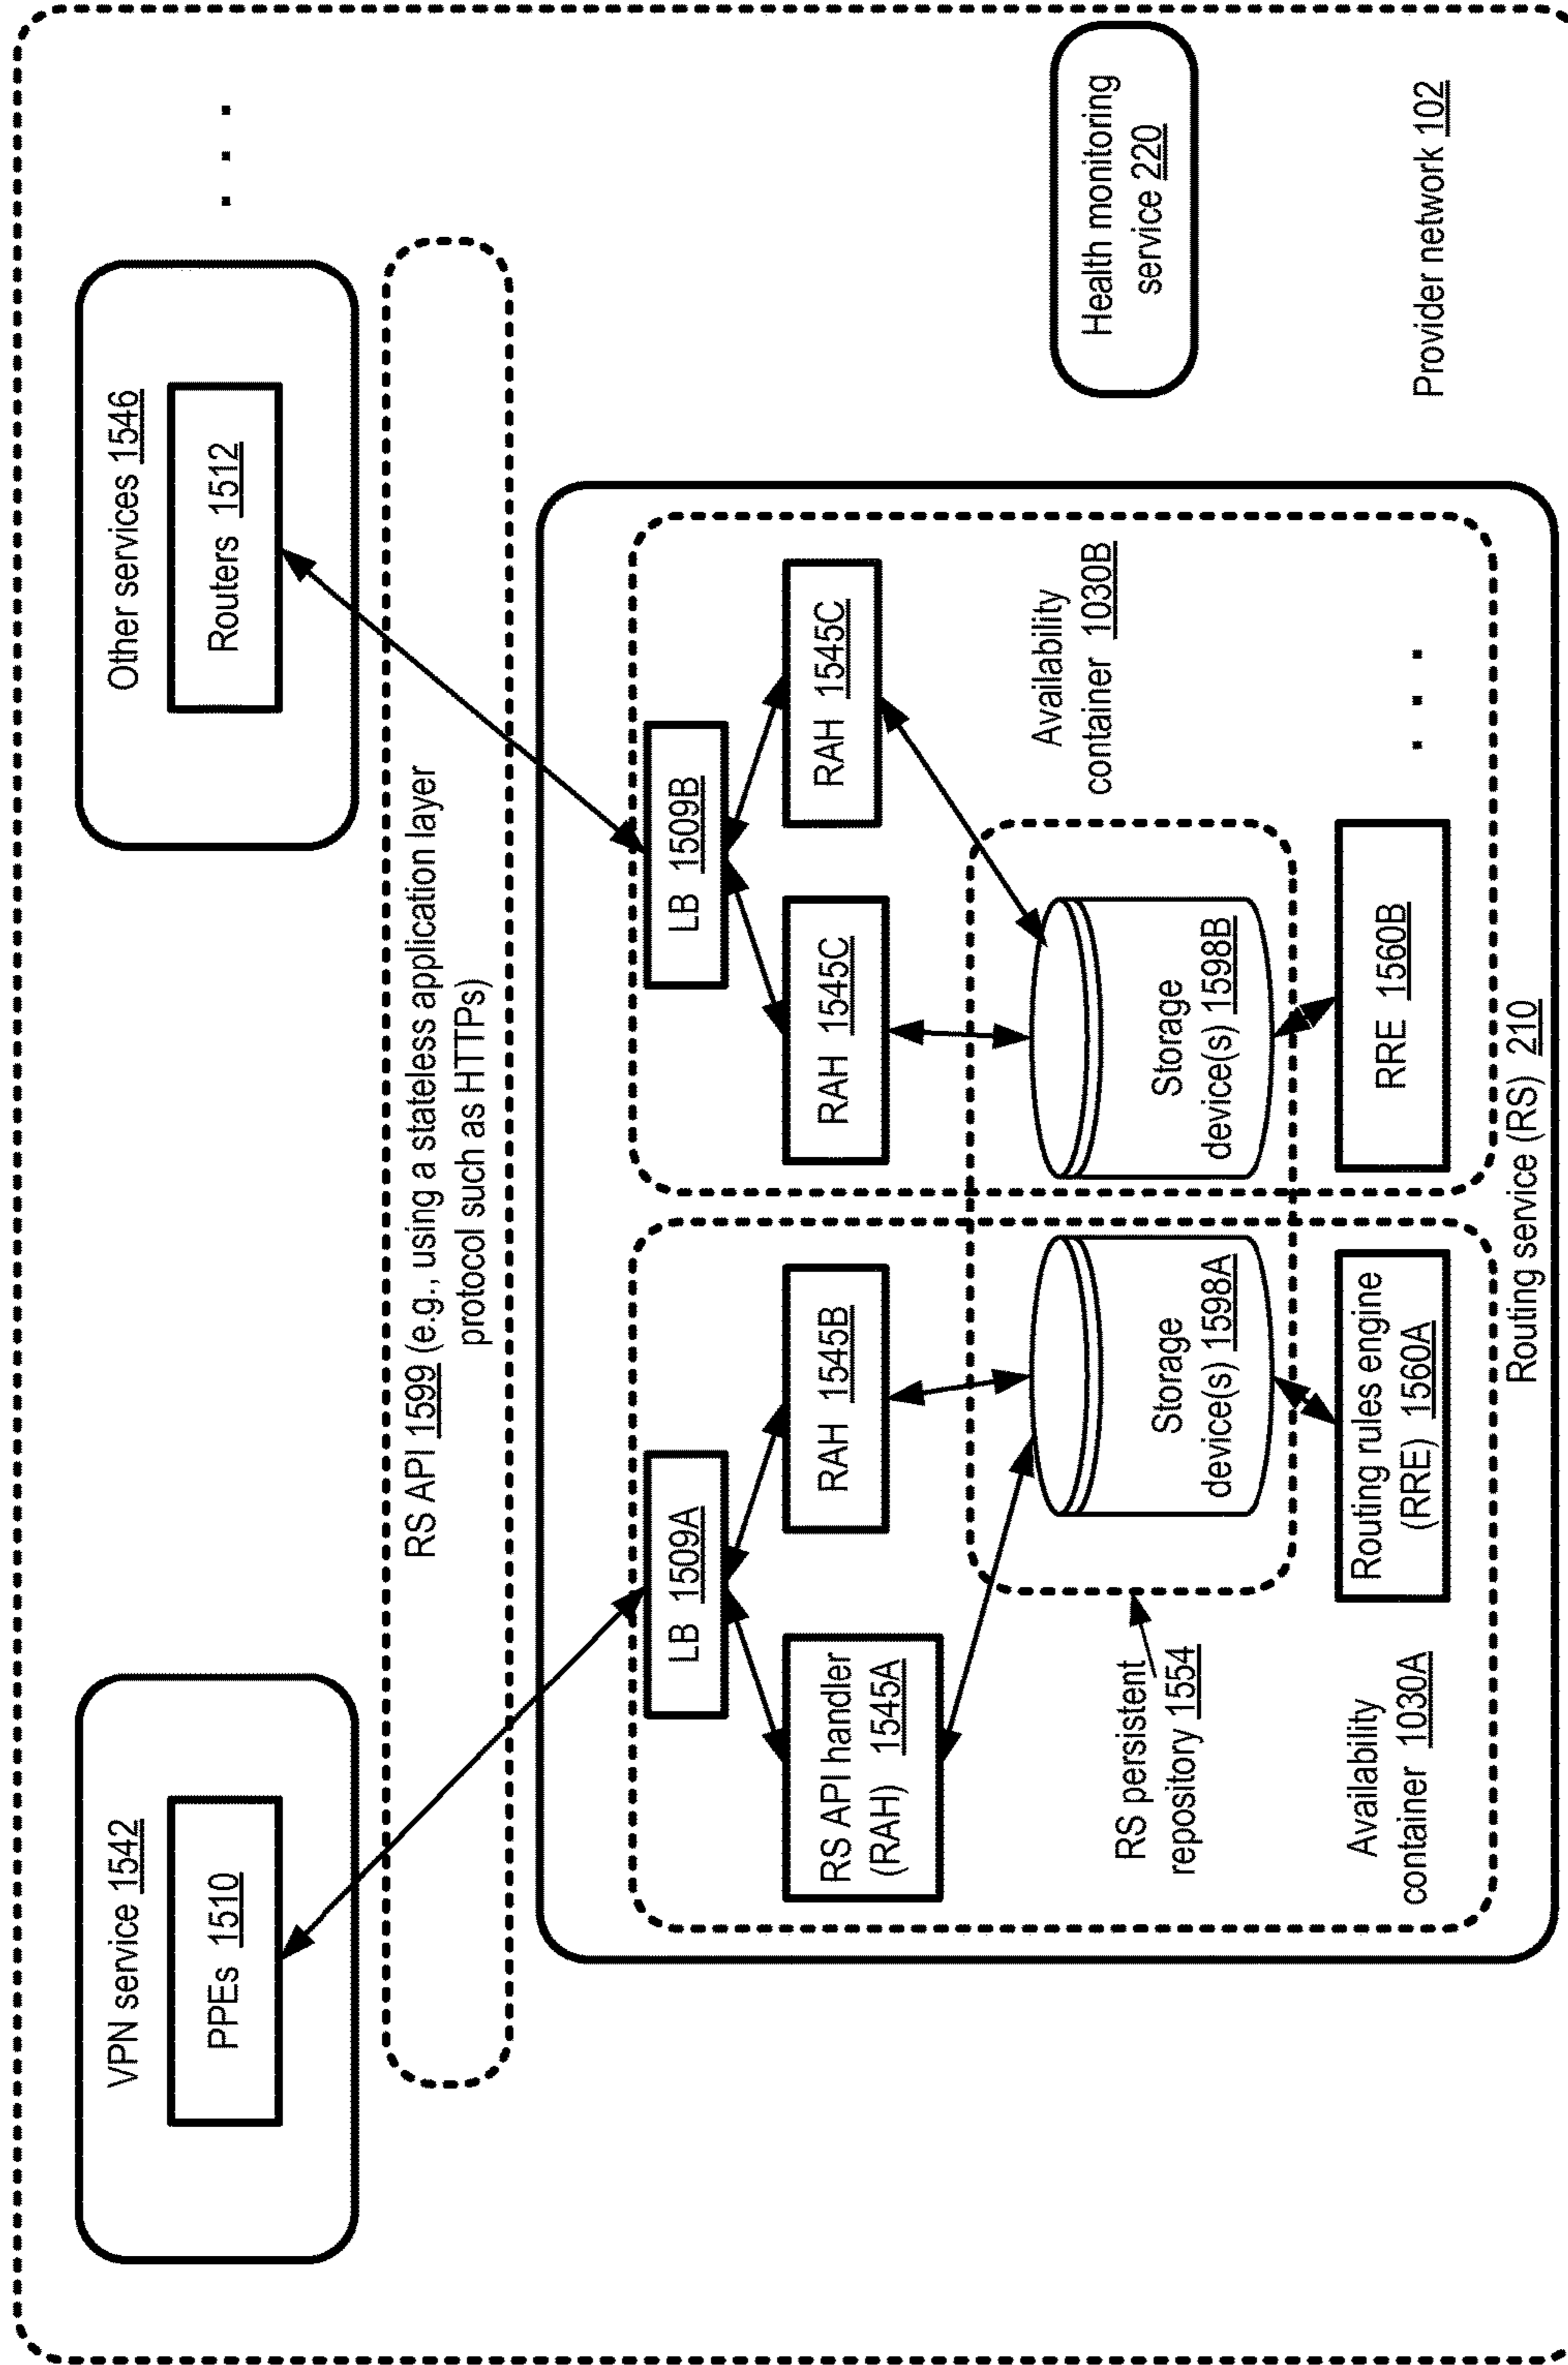 VPN service 1542
PPEs 1510
Other services 1546
Routers 1512
. . .
RS API 1599 (e.g., using a stateless application layer
protocol such as HTTPs)
LB 1509A
RS API handler
(RAH) 1545A
RAH 1545B
RS persistent
repository 1554
Storage
device(s) 1598A
Availability
container 1030A
Routing rules engine
(RRE) 1560A
LB 1509B
RAH 1545C
RAH 1545C
Availability
container 1030B
Storage
device(s) 1598B
RRE 1560B
. . .
Routing service (RS) 210
Health monitoring
service 220
Provider network 102